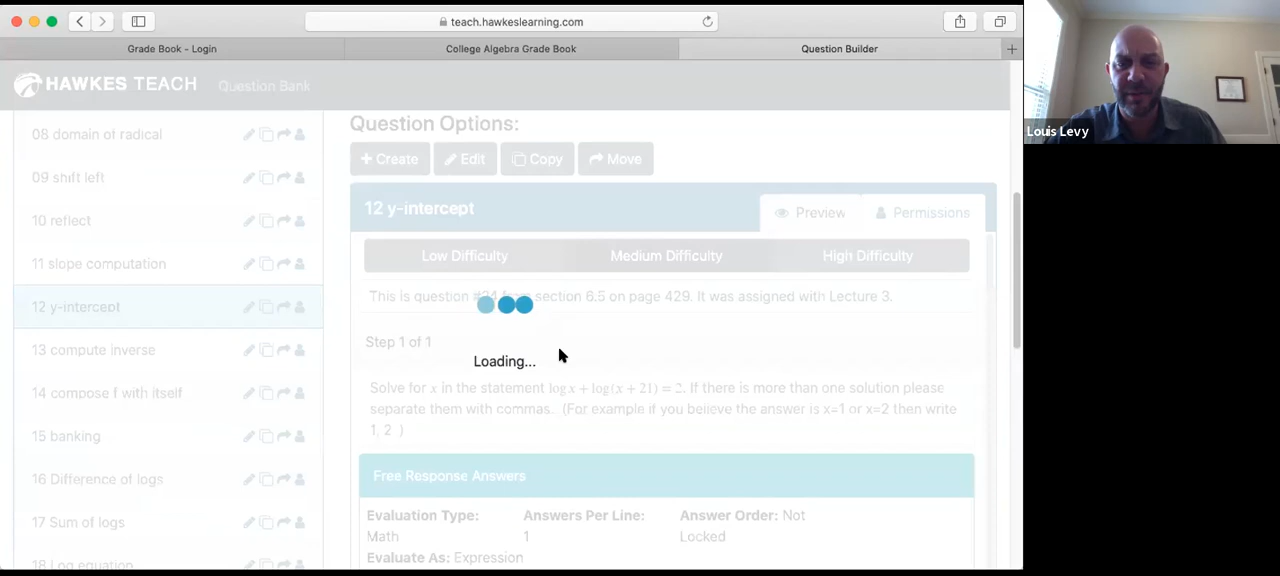 teach.hawkeslearning.com
Grade Book - Login
College Algebra Grade Book
Question Builder
HAWKES TEACH Question Bank
08 domain of radical
09 shift left
10 reflect
11 slope computation
12 y-intercept
13 compute inverse
14 compose f with itself
15 banking
16 Difference of logs
17 Sum of logs
18 Log equation
Question Options:
+ Create
Edit
Copy
Move
12 y-intercept
Preview
Permissions
Low Difficulty
Medium Difficulty
High Difficulty
This is question #24 from section 6.5 on page 429. It was assigned with Lecture 3.
Step 1 of 1
Loading...
Solve for x in the statement log x + log(x + 21) = 2. If there is more than one solution please
separate them with commas. (For example if you believe the answer is x=1 or x=2 then write
1, 2 )
Free Response Answers
Evaluation Type:
Math
Answers Per Line:
1
Answer Order: Not
Locked
Evaluate As: Expression
Louis Levy